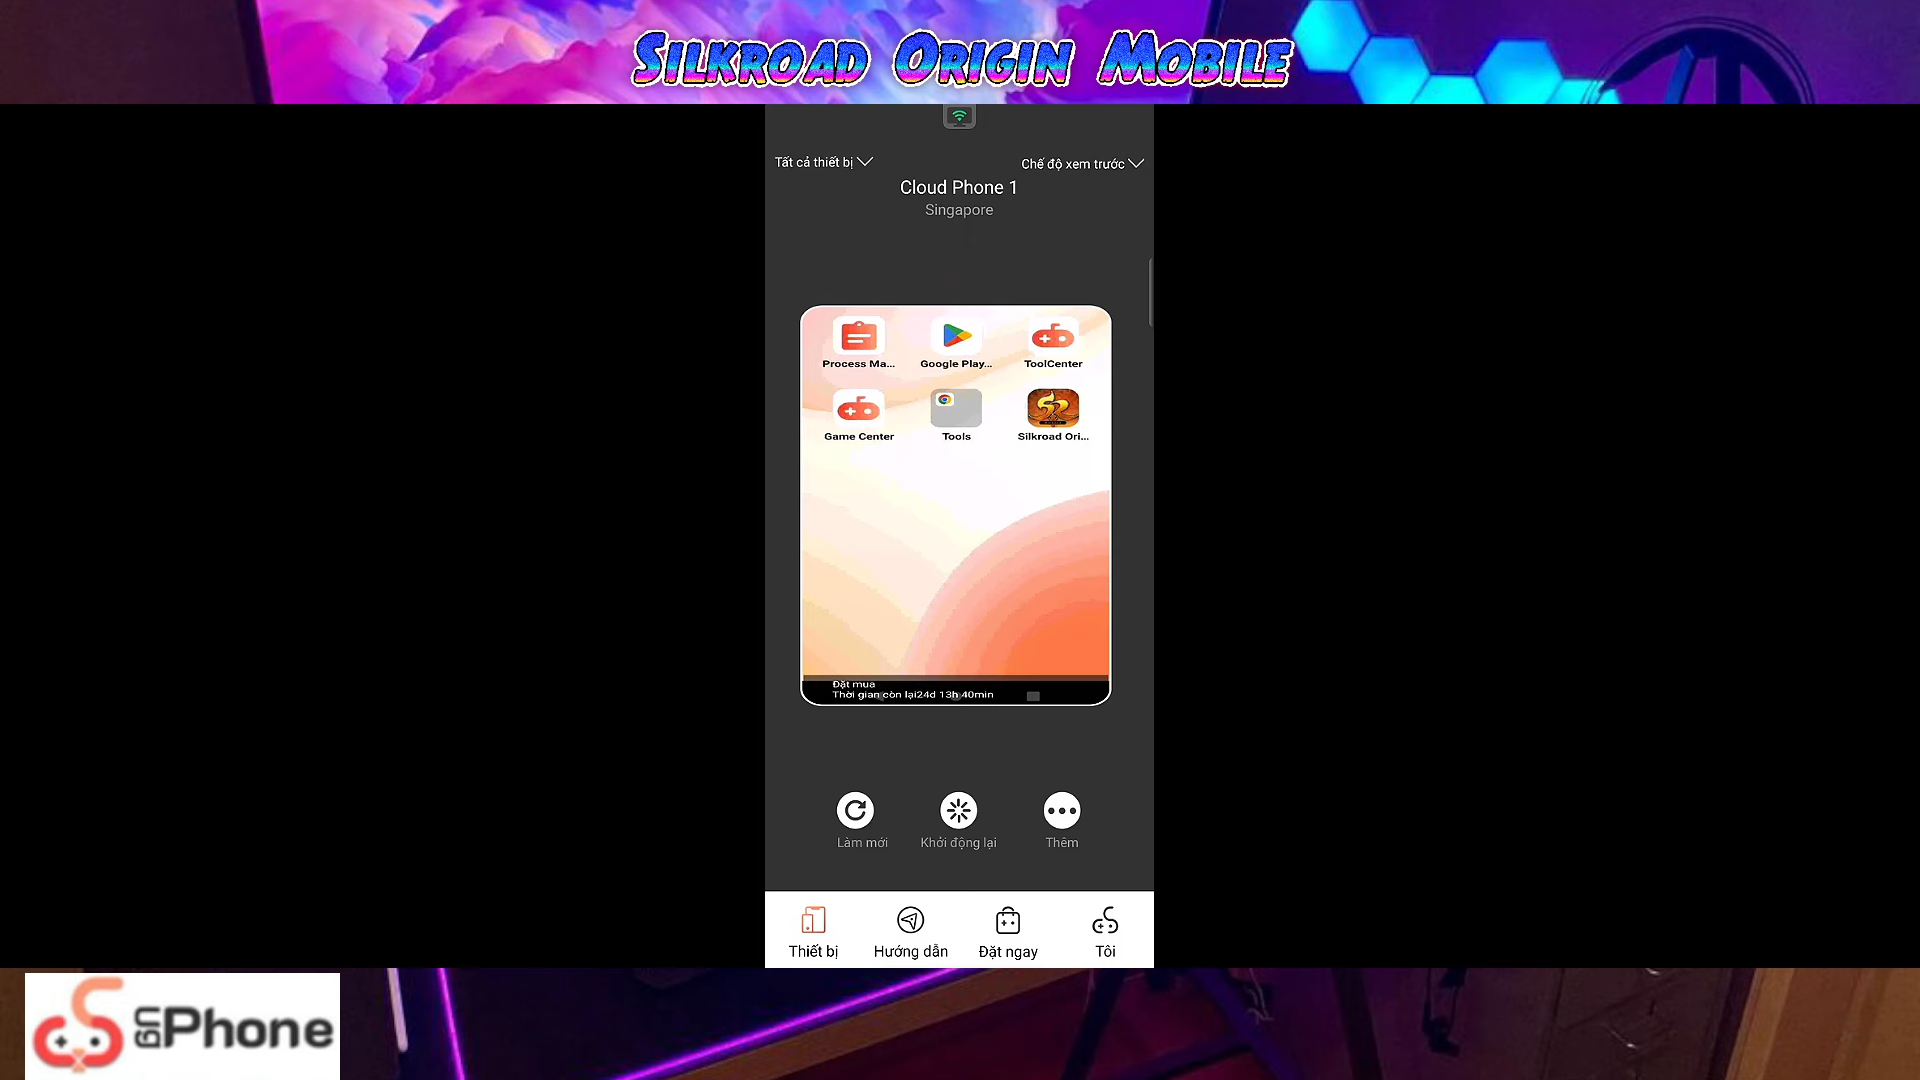 Silkroad Origin Mobile
Tất cả thiết bị
Chế độ xem trước
Cloud Phone 1
Singapore
Process Ma...
Google Play...
ToolCenter
Game Center
Tools
Silkroad Ori...
Đặt mua
Thời gian còn lại24d 13h 40min
Làm mới
Khởi động lại
Thêm
Thiết bị
Hướng dẫn
Đặt ngay
Tôi
UgPhone